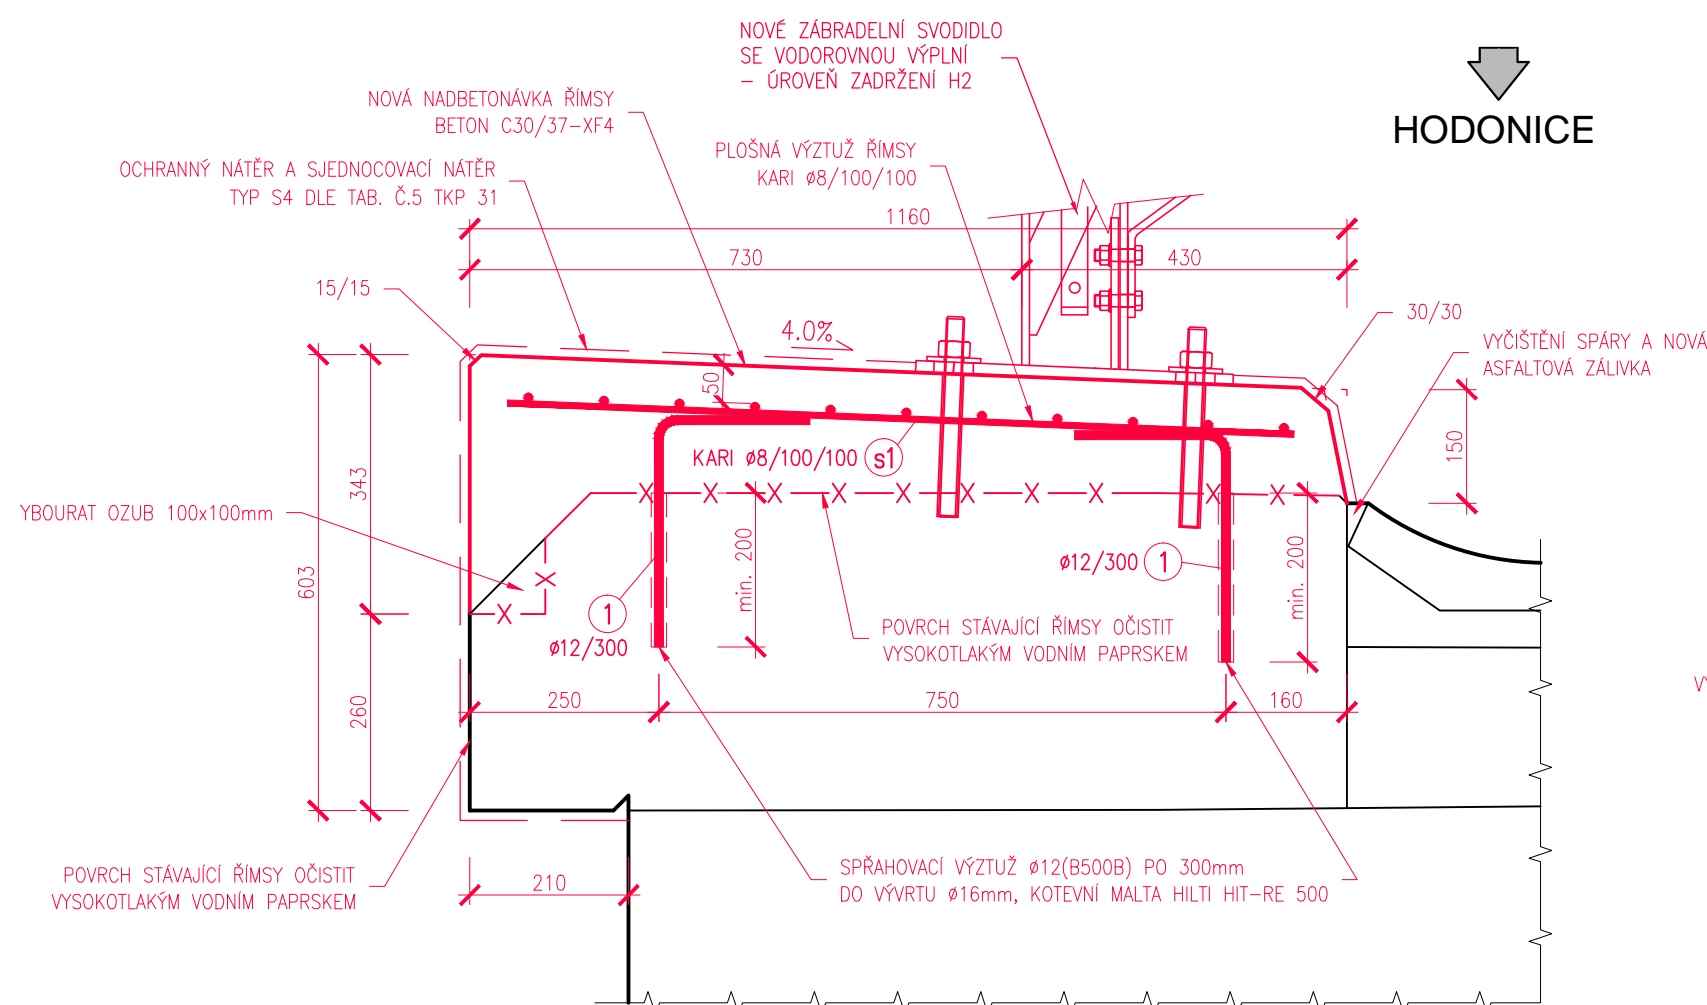 NOVÉ ZÁBRADELNÍ SVODIDLO
SE VODOROVNOU VÝPLNÍ
– ÚROVEŇ ZADRŽENÍ H2
HODONICE
NOVÁ NADBETONÁVKA ŘÍMSY
BETON C30/37–XF4
PLOŠNÁ VÝZTUŽ ŘÍMSY
KARI ø8/100/100
OCHRANNÝ NÁTĚR A SJEDNOCOVACÍ NÁTĚR
TYP S4 DLE TAB. Č.5 TKP 31
1160
730
430
15/15
4.0%
30/30
VYČIŠTĚNÍ SPÁRY A NOVÁ
ASFALTOVÁ ZÁLIVKA
50
150
KARI ø8/100/100
s1
343
603
YBOURAT OZUB 100x100mm
min. 200
min. 200
ø12/300
1
1
ø12/300
POVRCH STÁVAJÍCÍ ŘÍMSY OČISTIT
VYSOKOTLAKÝM VODNÍM PAPRSKEM
260
250
750
160
VY
POVRCH STÁVAJÍCÍ ŘÍMSY OČISTIT
VYSOKOTLAKÝM VODNÍM PAPRSKEM
210
SPŘAHOVACÍ VÝZTUŽ ø12(B500B) PO 300mm
DO VÝVRTU ø16mm, KOTEVNÍ MALTA HILTI HIT–RE 500